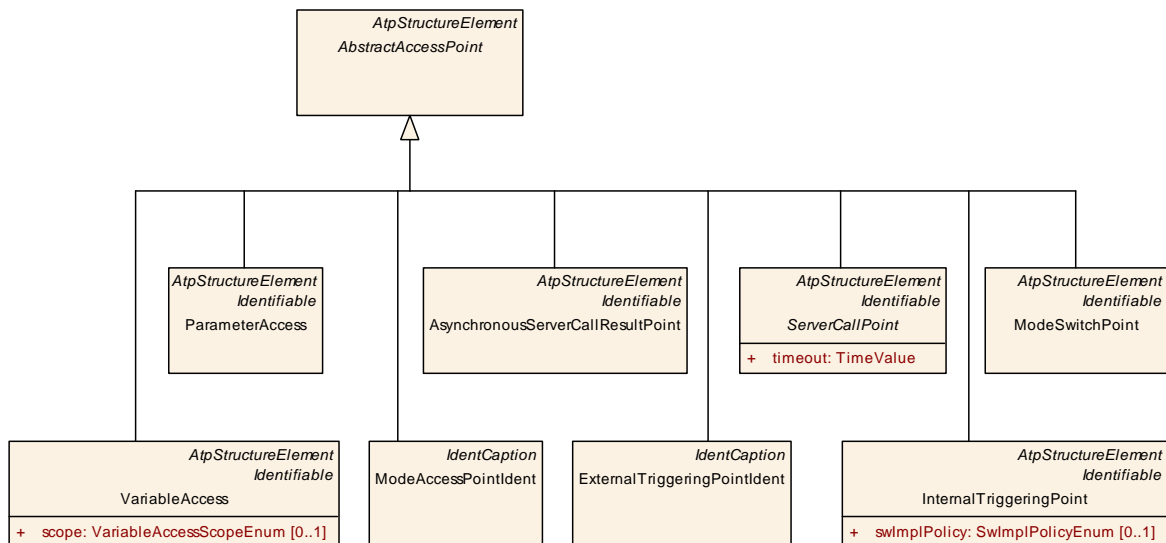 AtpStructureElement
AbstractAccessPoint
AtpStructureElement
Identifiable
ParameterAccess
AtpStructureElement
Identifiable
AsynchronousServerCallResultPoint
AtpStructureElement
Identifiable
ServerCallPoint
+ timeout: TimeValue
AtpStructureElement
Identifiable
ModeSwitchPoint
AtpStructureElement
Identifiable
VariableAccess
+ scope: VariableAccessScopeEnum [0..1]
IdentCaption
ModeAccessPointIdent
IdentCaption
ExternalTriggeringPointIdent
AtpStructureElement
Identifiable
InternalTriggeringPoint
+ swImplPolicy: SwImplPolicyEnum [0..1]